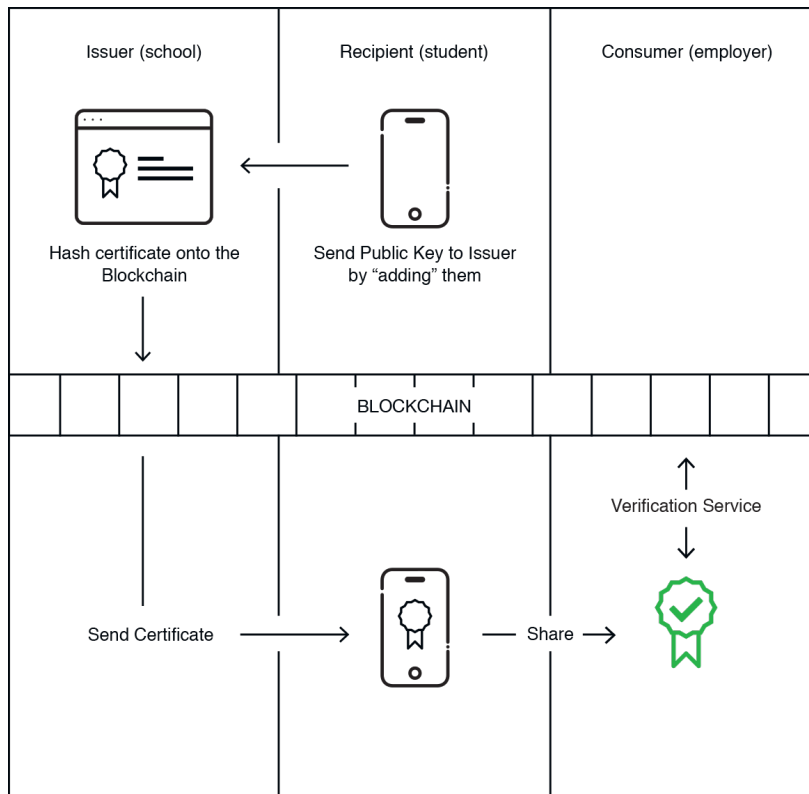 Issuer (school)
Recipient (student)
Consumer (employer)
Hash certificate onto the
Blockchain
Send Public Key to Issuer
by “adding” them
BLOCKCHAIN
Verification Service
Send Certificate
Share